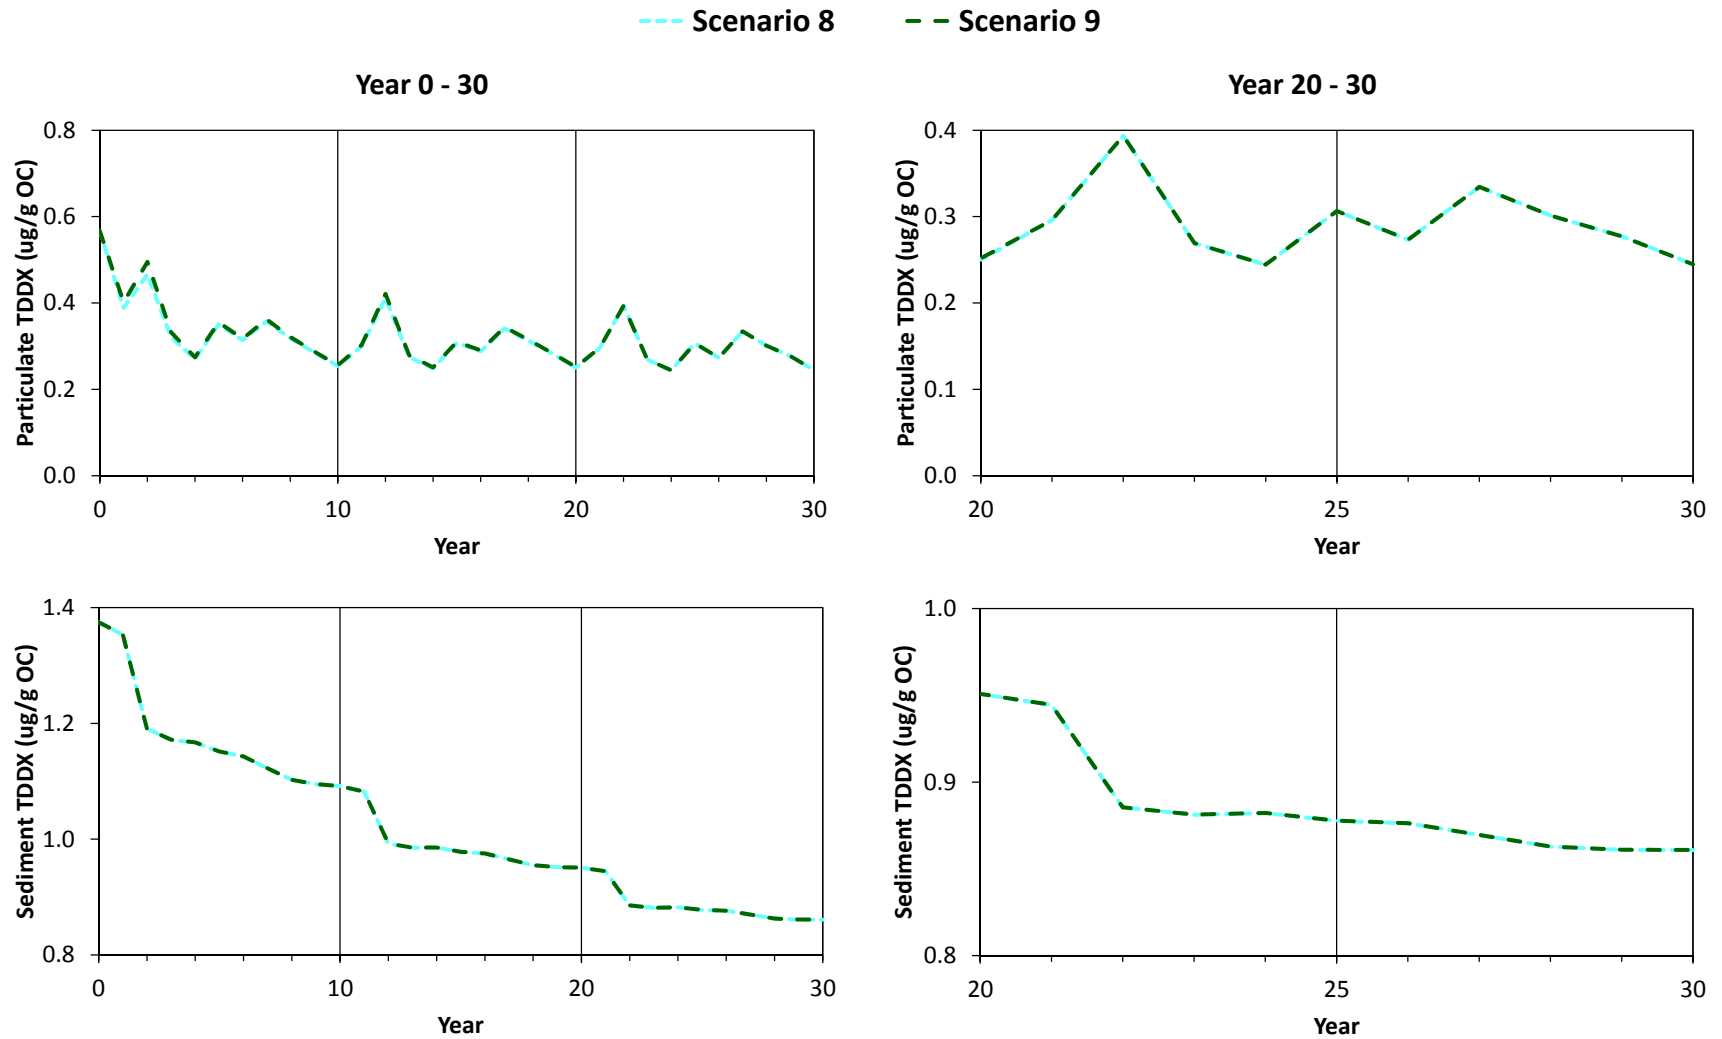 Scenario 8 Scenario 9
Year 0 - 30
Particulate TDDX (ug/g OC)
0.8
0.6
0.4
0.2
0.0
0 10 20 30
Year
Year 20 - 30
Particulate TDDX (ug/g OC)
0.4
0.3
0.2
0.1
0.0
20 25 30
Year
Sediment TDDX (ug/g OC)
1.4
1.2
1.0
0.8
0 10 20 30
Year
Sediment TDDX (ug/g OC)
1.0
0.9
0.8
20 25 30
Year